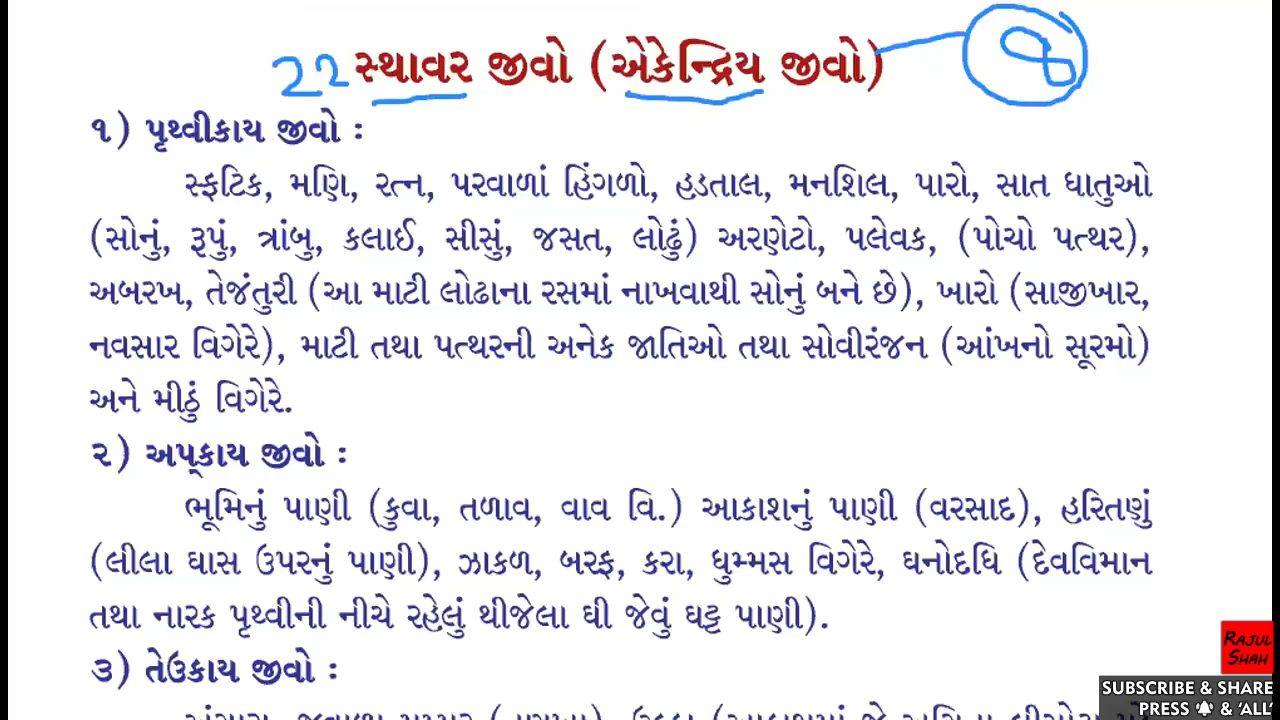 22 સ્થાવર જીવો (એકેન્દ્રિય જીવો)
૧) પૃથ્વીકાય જીવો :
સ્ફટિક, મણિ, રત્ન, પરવાળાં હિંગળો, હડતાલ, મનશિલ, પારો, સાત ધાતુઓ
(સોનું, રૂપું, ત્રાંબુ, કલાઈ, સીસું, જસત, લોઢું) અરણેટો, પલેવક, (પોચો પત્થર),
અબરખ, તેજંતુરી (આ માટી લોઢાના રસમાં નાખવાથી સોનું બને છે), ખારો (સાજીખાર,
નવસાર વિગેરે), માટી તથા પત્થરની અનેક જાતિઓ તથા સોવીરંજન (આંખનો સૂરમો)
અને મીઠું વિગેરે.
૨) અપ્‌કાય જીવો :
ભૂમિનું પાણી (કુવા, તળાવ, વાવ વિ.) આકાશનું પાણી (વરસાદ), હરિતણું
(લીલા ઘાસ ઉપરનું પાણી), ઝાકળ, બરફ, કરા, ધુમ્મસ વિગેરે, ઘનોદધિ (દેવવિમાન
તથા નારક પૃથ્વીની નીચે રહેલું થીજેલા ઘી જેવું ઘટ્ટ પાણી).
૩) તેઉકાય જીવો :
RAJUL
SHAH
SUBSCRIBE & SHARE
PRESS & 'ALL'